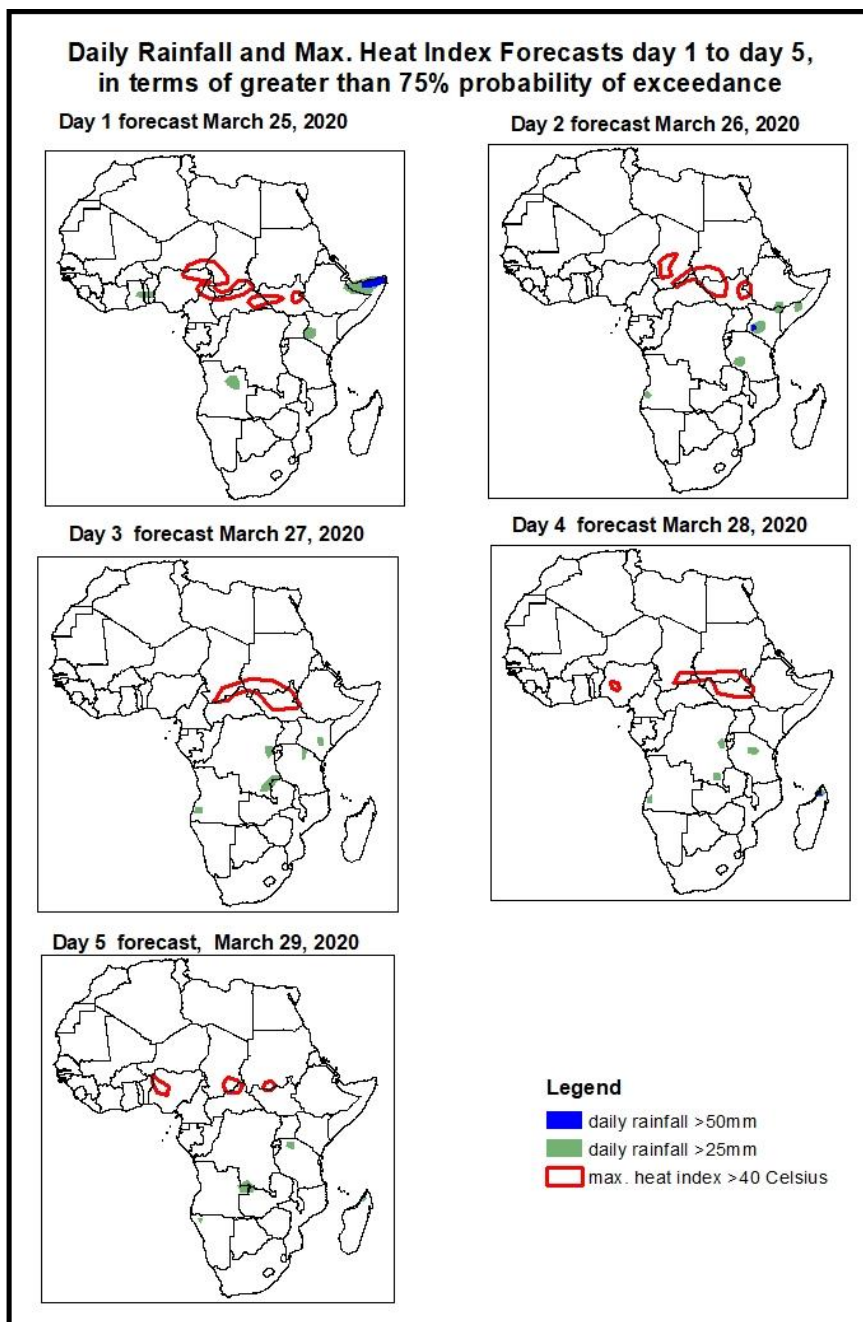 Daily Rainfall and Max. Heat Index Forecasts day 1 to day 5,
in terms of greater than 75% probability of exceedance
Day 1 forecast March 25, 2020
Day 2 forecast March 26, 2020
Day 3 forecast March 27, 2020
Day 4 forecast March 28, 2020
Day 5 forecast, March 29, 2020
Legend
daily rainfall >50mm
daily rainfall >25mm
max. heat index >40 Celsius